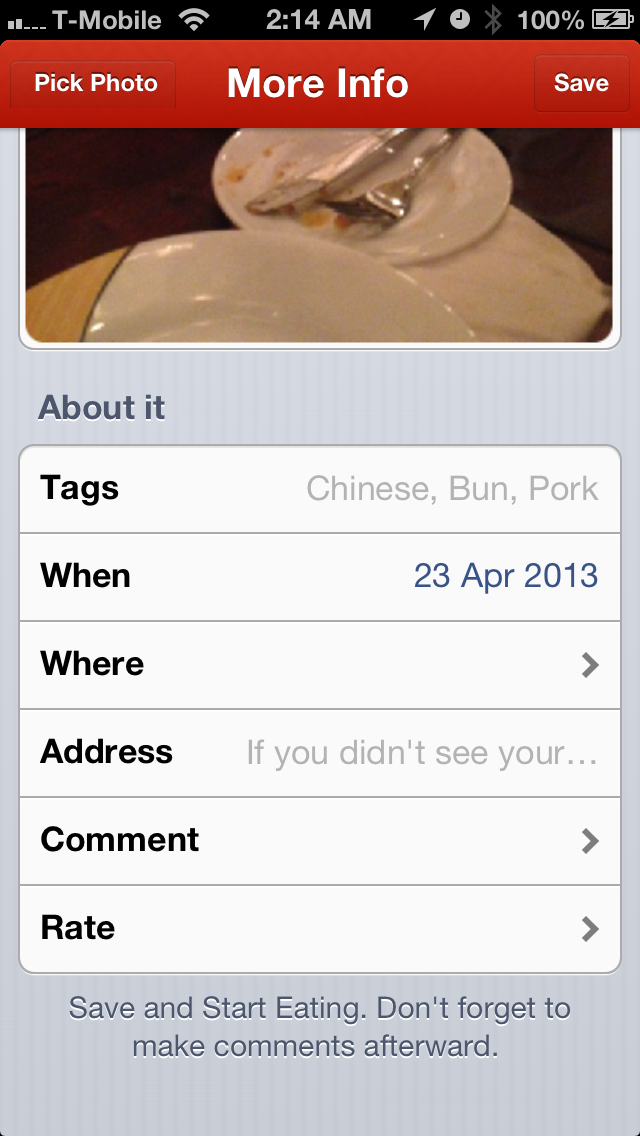 T-Mobile 2:14 AM 100%
Pick Photo More Info Save
About it
Tags Chinese, Bun, Pork
When 23 Apr 2013
Where
Address If you didn't see your...
Comment
Rate
Save and Start Eating. Don't forget to
make comments afterward.